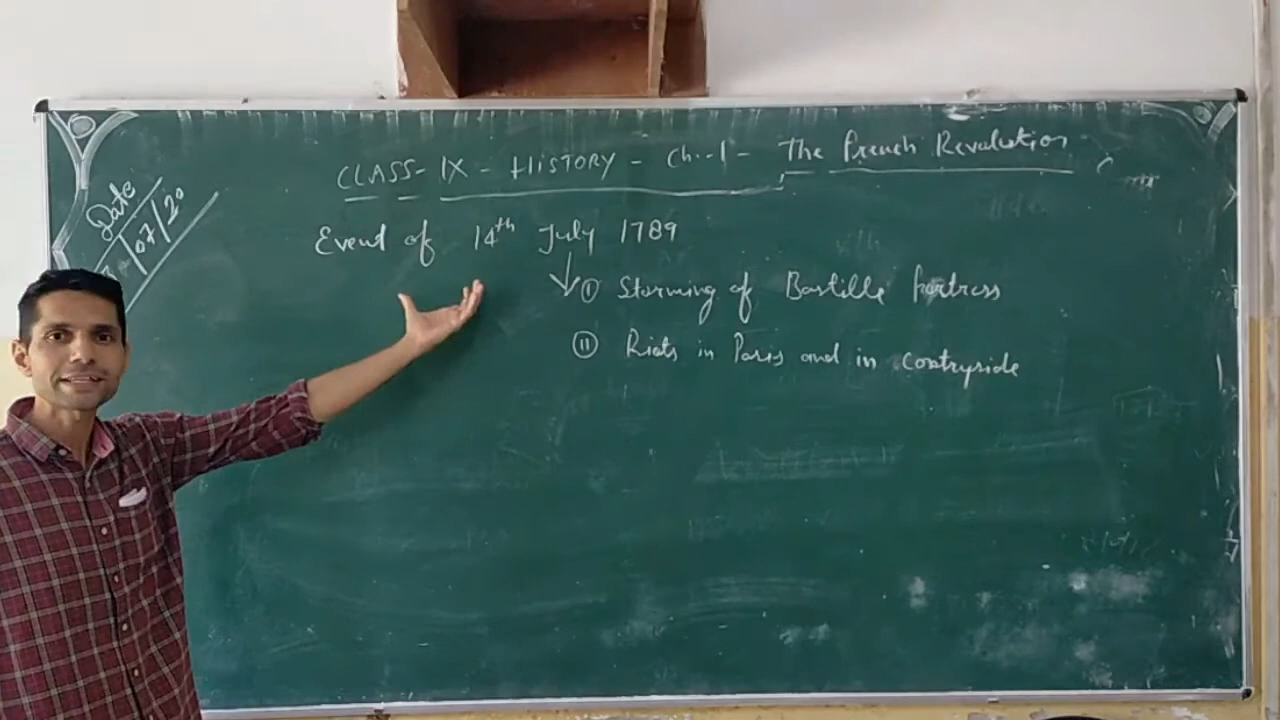 CLASS-IX - HISTORY - Ch.-1 - The French Revolution
Date
/07/20
Event of 14th July 1789
(I) Storming of Bastille fortress
(II) Riots in Paris and in contryside